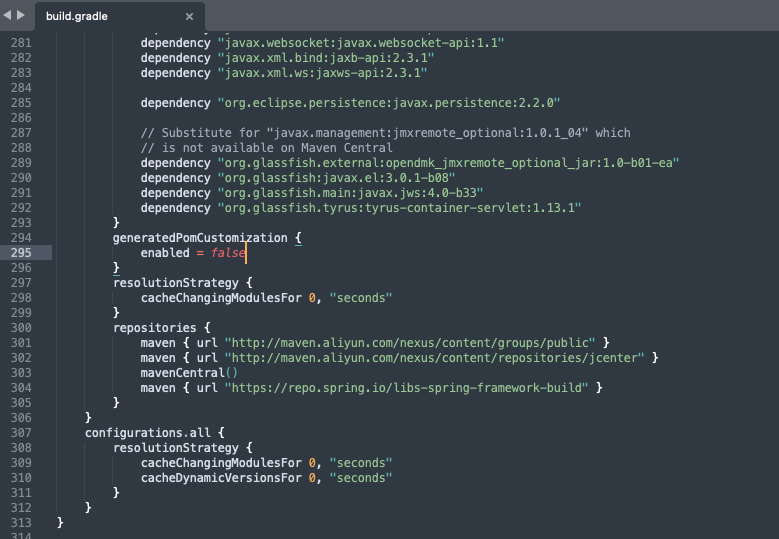 build.gradle ×
281 dependency "javax.websocket:javax.websocket-api:1.1"
282 dependency "javax.xml.bind:jaxb-api:2.3.1"
283 dependency "javax.xml.ws:jaxws-api:2.3.1"
284
285 dependency "org.eclipse.persistence:javax.persistence:2.2.0"
286
287 // Substitute for "javax.management:jmxremote_optional:1.0.1_04" which
288 // is not available on Maven Central
289 dependency "org.glassfish.external:opendmk_jmxremote_optional_jar:1.0-b01-ea"
290 dependency "org.glassfish:javax.el:3.0.1-b08"
291 dependency "org.glassfish.main:javax.jws:4.0-b33"
292 dependency "org.glassfish.tyrus:tyrus-container-servlet:1.13.1"
293 }
294 generatedPomCustomization {
295 enabled = false
296 }
297 resolutionStrategy {
298 cacheChangingModulesFor 0, "seconds"
299 }
300 repositories {
301 maven { url "http://maven.aliyun.com/nexus/content/groups/public" }
302 maven { url "http://maven.aliyun.com/nexus/content/repositories/jcenter" }
303 mavenCentral()
304 maven { url "https://repo.spring.io/libs-spring-framework-build" }
305 }
306 }
307 configurations.all {
308 resolutionStrategy {
309 cacheChangingModulesFor 0, "seconds"
310 cacheDynamicVersionsFor 0, "seconds"
311 }
312 }
313 }
314